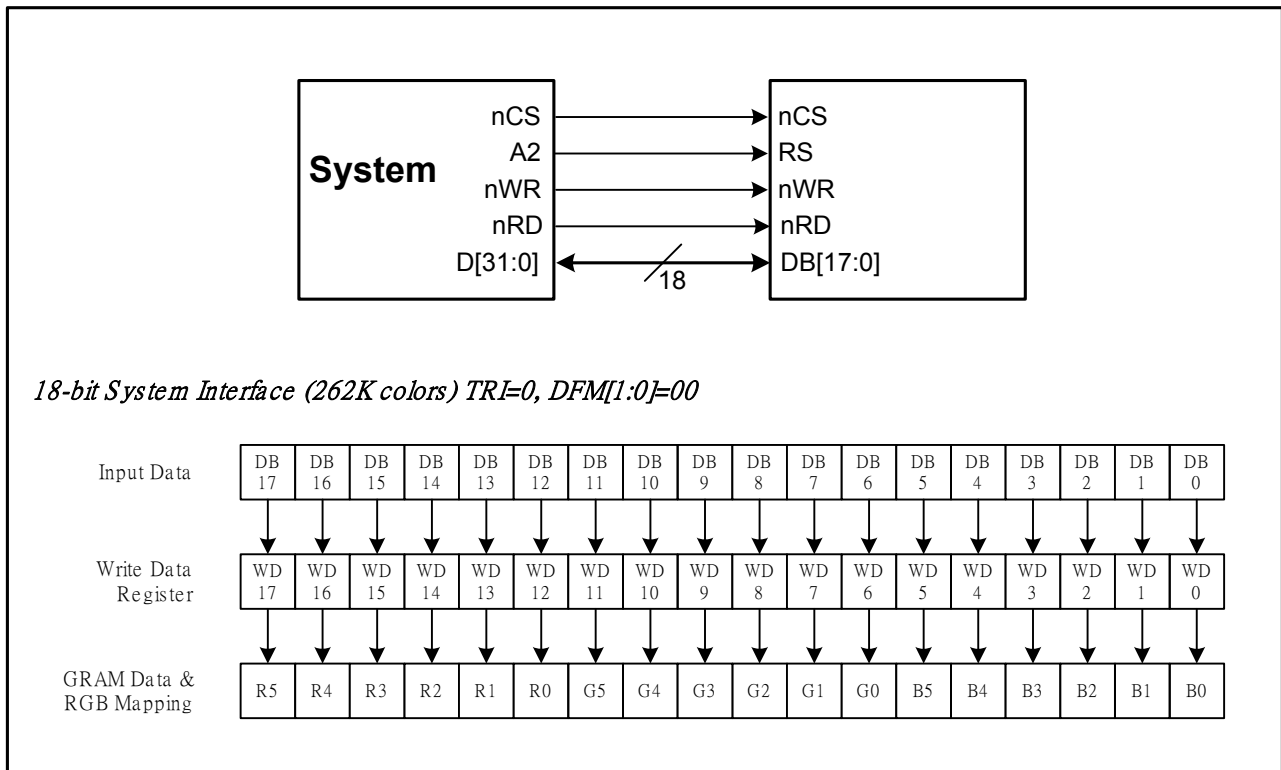 nCS nCS
System A2 RS
nWR nWR
nRD nRD
D[31:0] 18 DB[17:0]
18-bit System Interface (262K colors) TRI=0, DFM[1:0]=00
Input Data DB 17 DB 16 DB 15 DB 14 DB 13 DB 12 DB 11 DB 10 DB 9 DB 8 DB 7 DB 6 DB 5 DB 4 DB 3 DB 2 DB 1 DB 0
Write Data Register WD 17 WD 16 WD 15 WD 14 WD 13 WD 12 WD 11 WD 10 WD 9 WD 8 WD 7 WD 6 WD 5 WD 4 WD 3 WD 2 WD 1 WD 0
GRAM Data & RGB Mapping R5 R4 R3 R2 R1 R0 G5 G4 G3 G2 G1 G0 B5 B4 B3 B2 B1 B0